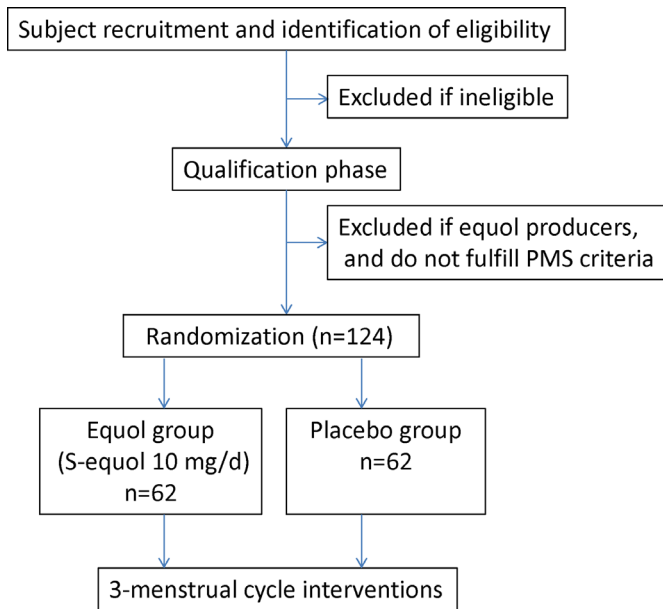 Subject recruitment and identification of eligibility
Excluded if ineligible
Qualification phase
Excluded if equol producers,
and do not fulfill PMS criteria
Randomization (n=124)
Equol group
(S-equol 10 mg/d)
n=62
Placebo group
n=62
3-menstrual cycle interventions